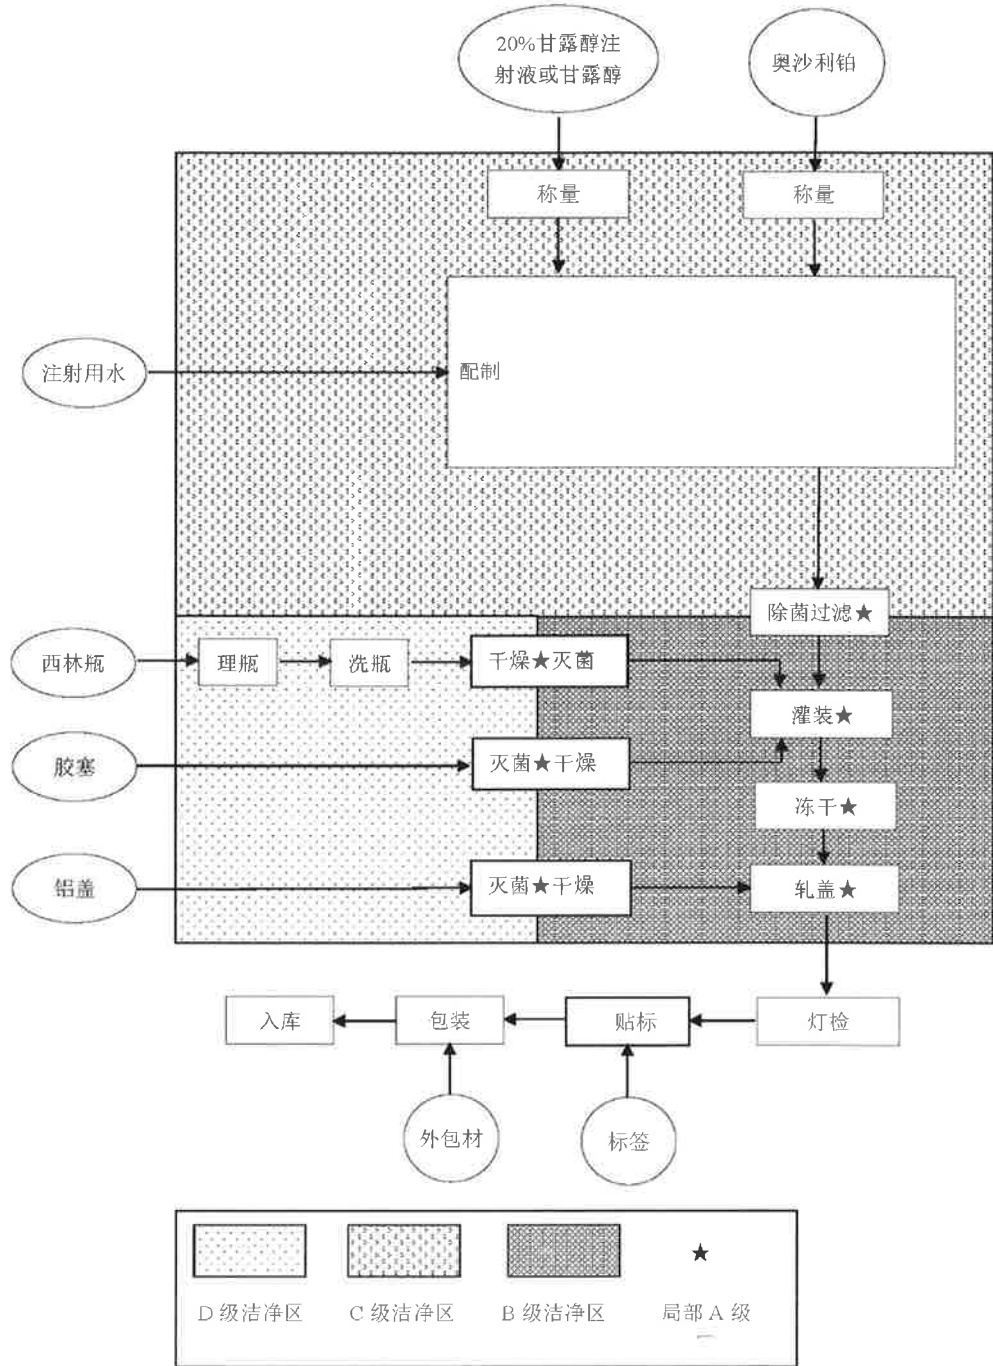 20%甘露醇注
射液或甘露醇
奥沙利铂
称量
称量
注射用水
配制
除菌过滤★
西林瓶
理瓶
洗瓶
干燥★灭菌
灌装★
胶塞
灭菌★干燥
冻干★
铝盖
灭菌★干燥
轧盖★
入库
包装
贴标
灯检
外包材
标签
★
D 级洁净区
C 级洁净区
B 级洁净区
局部 A 级